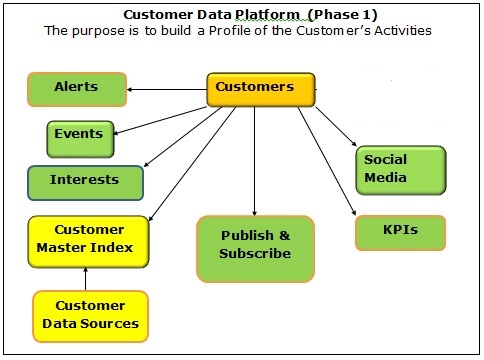 Customer Data Platform (Phase 1)
The purpose is to build a Profile of the Customer's Activities
Alerts
Customers
Events
Social
Media
Interests
Customer
Master Index
Publish &
Subscribe
KPIs
Customer
Data Sources